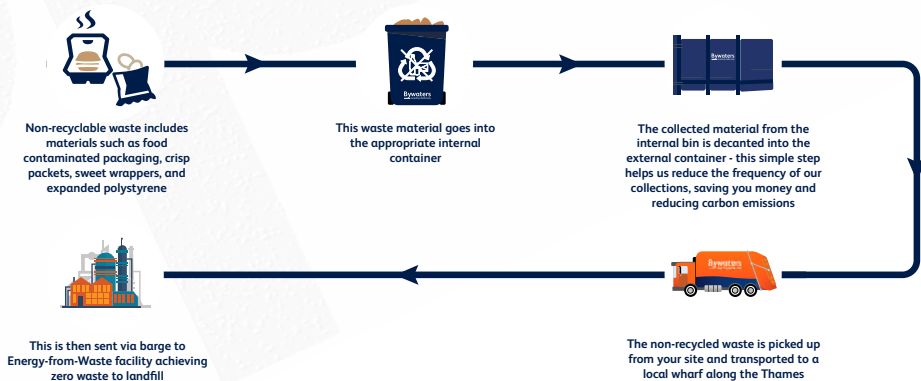 Bywaters
Bywaters
Non-recyclable waste includes
materials such as food
contaminated packaging, crisp
packets, sweet wrappers, and
expanded polystyrene
This waste material goes into
the appropriate internal
container
The collected material from the
internal bin is decanted into the
external container - this simple step
helps us reduce the frequency of our
collections, saving you money and
reducing carbon emissions
Bywaters
This is then sent via barge to
Energy-from-Waste facility achieving
zero waste to landfill
The non-recycled waste is picked up
from your site and transported to a
local wharf along the Thames